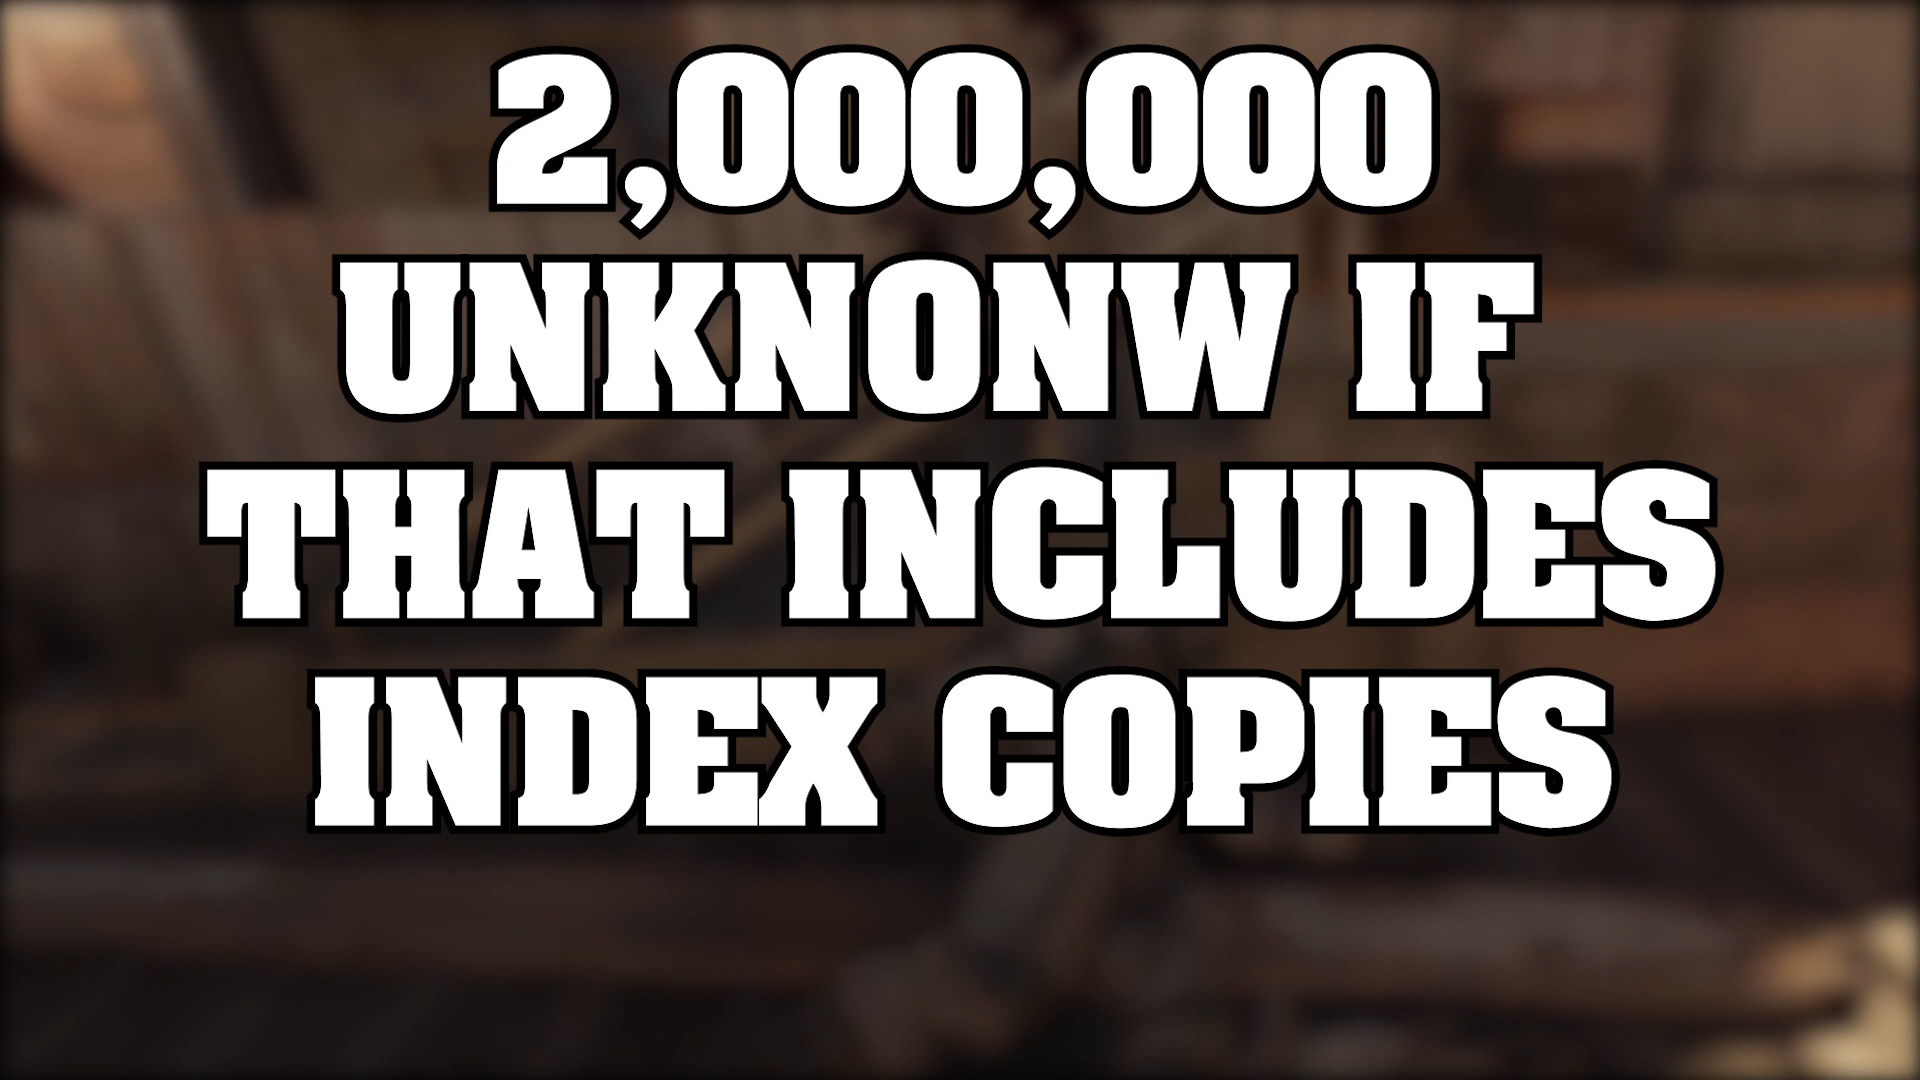 2,000,000
UNKNONW IF
THAT INCLUDES
INDEX COPIES